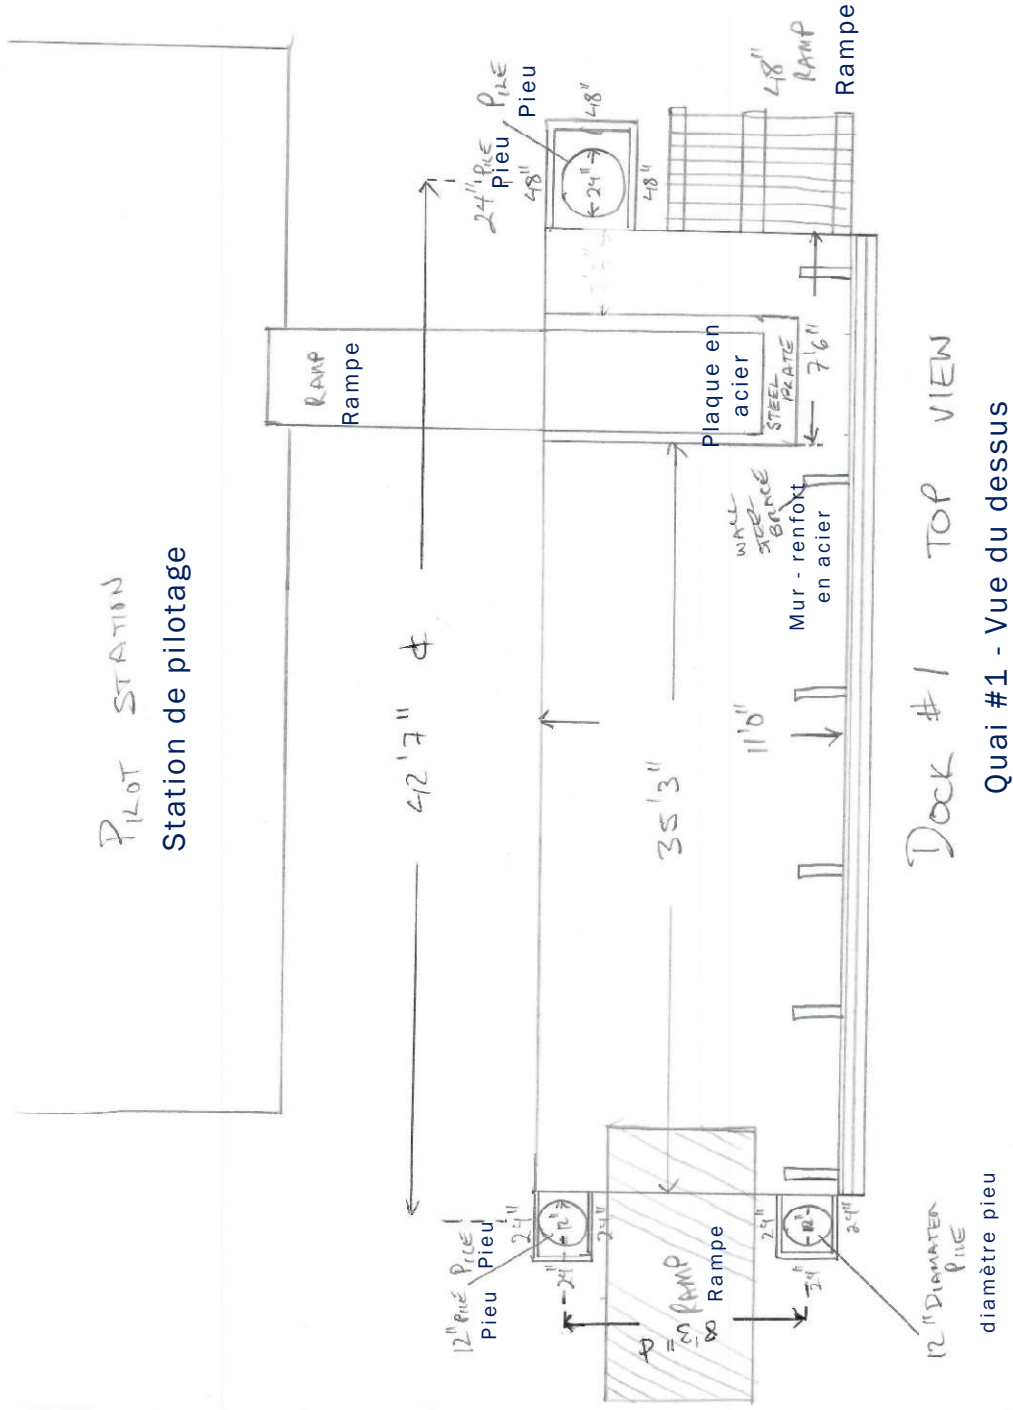 PILOT STATION
Station de pilotage
42'7" ⅊
24" PILE
Pieu
PILE
Pieu
48"
48"
48"
24"
48"
RAMP
Rampe
RAMP
Rampe
Plaque en
acier
STEEL
PLATE
7'6"
WALL
STEEL
BRACE
Mur - renfort
en acier
35'3"
11'0"
12" PILE
Pieu
PILE
Pieu
24"
12"
24"
24"
RAMP
Rampe
8'3"
24"
12"
24"
24"
12" DIAMATER
PILE
diamètre pieu
DOCK #1 TOP VIEW
Quai #1 - Vue du dessus